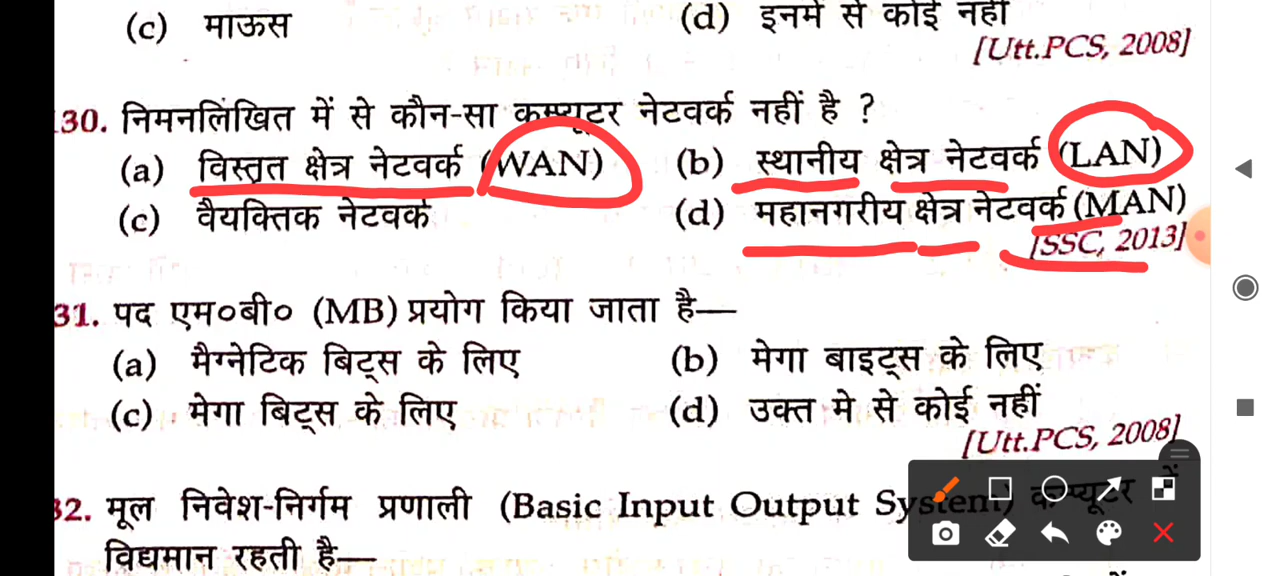 (c) माऊस (d) इनमें से कोई नहीं
[Utt.PCS, 2008]
130. निमनलिंखित में से कौन-सा कम्प्यूटर नेटवर्क नहीं है ?
(a) विस्तृत क्षेत्र नेटवर्क (WAN) (b) स्थानीय क्षेत्र नेटवर्क (LAN)
(c) वैयक्तिक नेटवर्क (d) महानगरीय क्षेत्र नेटवर्क (MAN)
[SSC, 2013]
31. पद एम०बी० (MB) प्रयोग किया जाता है—
(a) मैग्नेटिक बिट्स के लिए (b) मेगा बाइट्स के लिए
(c) मेगा बिट्स के लिए (d) उक्त मे से कोई नहीं
[Utt.PCS, 2008]
32. मूल निवेश-निर्गम प्रणाली (Basic Input Output System) कम्प्यूटर में
विद्यमान रहती है—